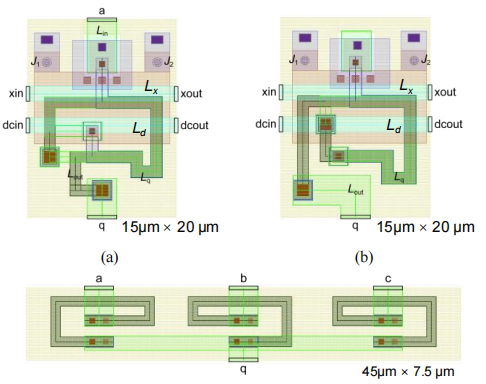 a
Lin
J1 J2
Lx
xin xout
dcin dcout
Ld
Lout Lq
q
15μm × 20 μm
(a)
J1 J2
Lx
xin xout
dcin dcout
Ld
Lq
Lout
q
15μm × 20 μm
(b)
a b c
q
45μm × 7.5 μm